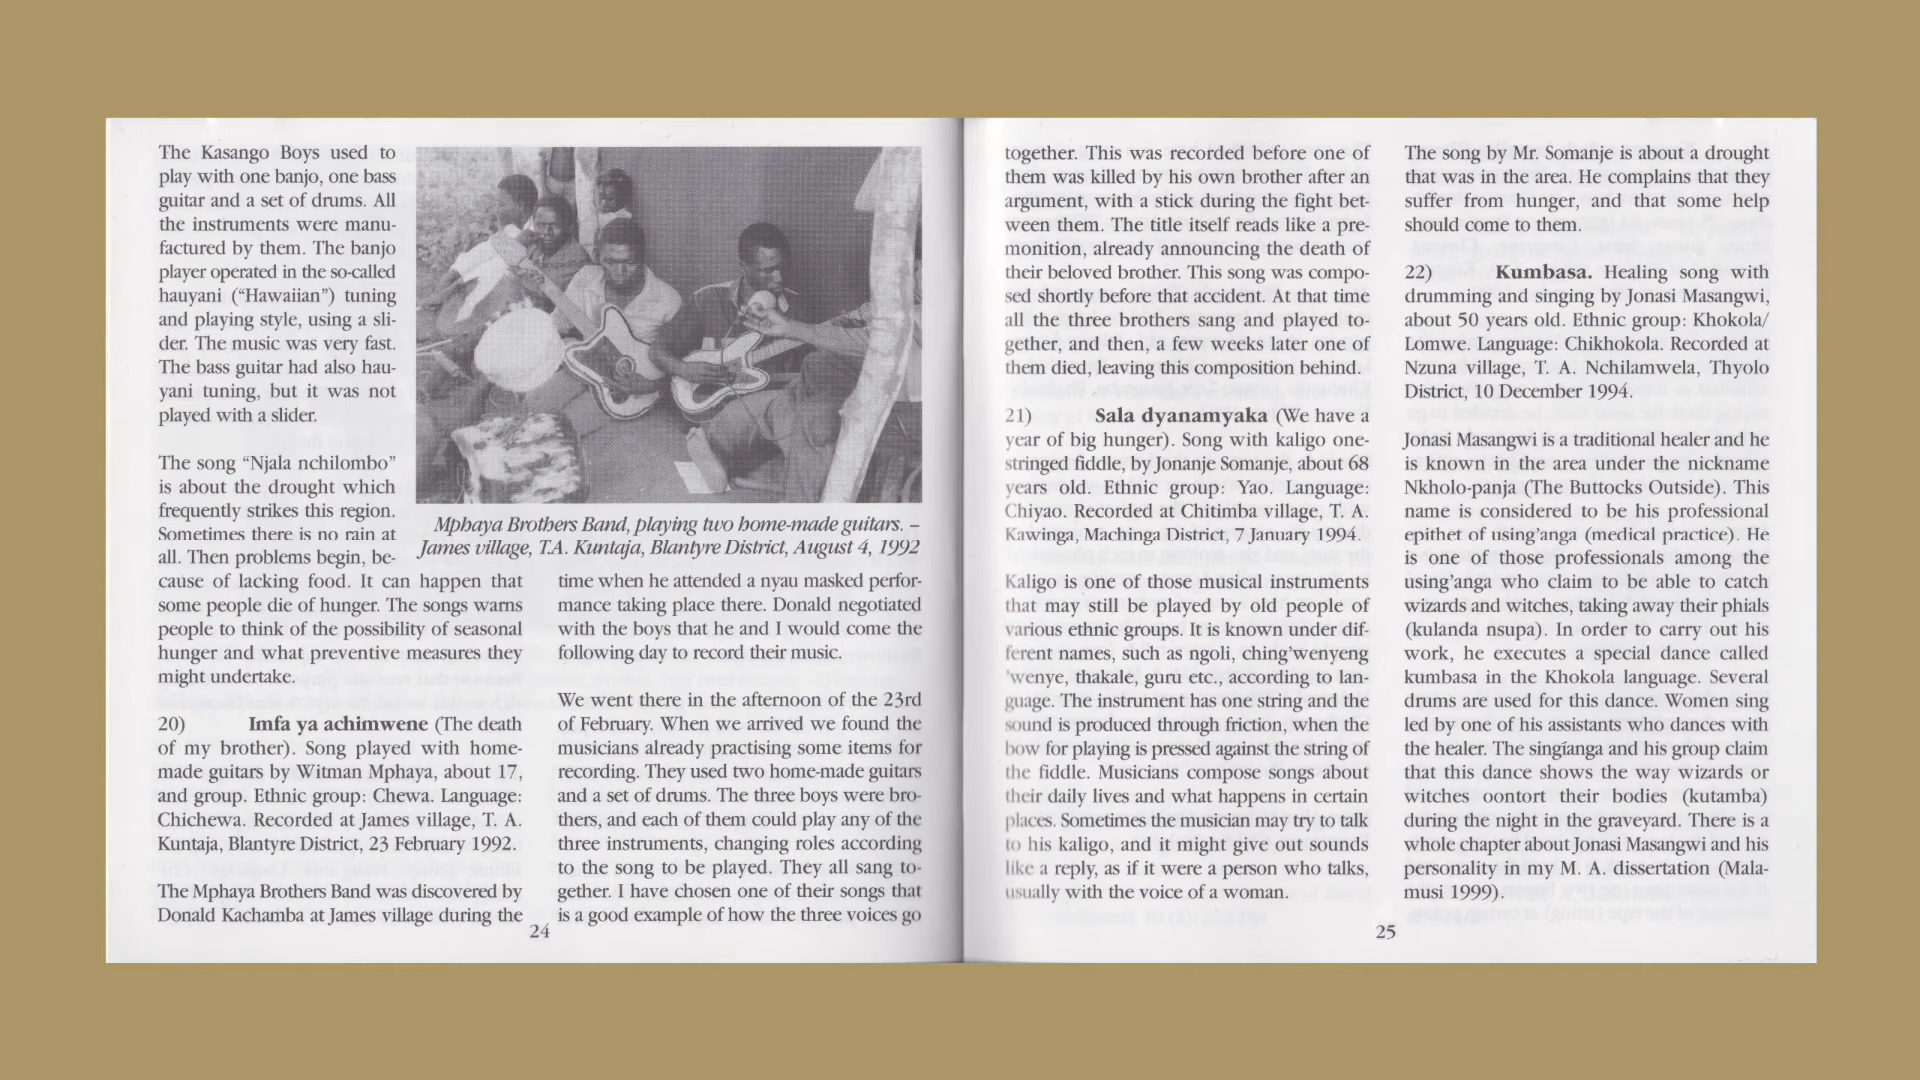 The Kasango Boys used to
play with one banjo, one bass
guitar and a set of drums. All
the instruments were manu-
factured by them. The banjo
player operated in the so-called
hauyani (“Hawaiian”) tuning
and playing style, using a sli-
der. The music was very fast.
The bass guitar had also hau-
yani tuning, but it was not
played with a slider.
The song “Njala nchilombo”
is about the drought which
frequently strikes this region.
Sometimes there is no rain at
all. Then problems begin, be-
cause of lacking food. It can happen that
some people die of hunger. The songs warns
people to think of the possibility of seasonal
hunger and what preventive measures they
might undertake.
20) Imfa ya achimwene (The death
of my brother). Song played with home-
made guitars by Witman Mphaya, about 17,
and group. Ethnic group: Chewa. Language:
Chichewa. Recorded at James village, T. A.
Kuntaja, Blantyre District, 23 February 1992.
The Mphaya Brothers Band was discovered by
Donald Kachamba at James village during the
Mphaya Brothers Band, playing two home-made guitars. –
James village, T.A. Kuntaja, Blantyre District, August 4, 1992
time when he attended a nyau masked perfor-
mance taking place there. Donald negotiated
with the boys that he and I would come the
following day to record their music.
We went there in the afternoon of the 23rd
of February. When we arrived we found the
musicians already practising some items for
recording. They used two home-made guitars
and a set of drums. The three boys were bro-
thers, and each of them could play any of the
three instruments, changing roles according
to the song to be played. They all sang to-
gether. I have chosen one of their songs that
is a good example of how the three voices go
24
together. This was recorded before one of
them was killed by his own brother after an
argument, with a stick during the fight bet-
ween them. The title itself reads like a pre-
monition, already announcing the death of
their beloved brother. This song was compo-
sed shortly before that accident. At that time
all the three brothers sang and played to-
gether, and then, a few weeks later one of
them died, leaving this composition behind.
21) Sala dyanamyaka (We have a
year of big hunger). Song with kaligo one-
stringed fiddle, by Jonanje Somanje, about 68
years old. Ethnic group: Yao. Language:
Chiyao. Recorded at Chitimba village, T. A.
Kawinga, Machinga District, 7 January 1994.
Kaligo is one of those musical instruments
that may still be played by old people of
various ethnic groups. It is known under dif-
ferent names, such as ngoli, ching’wenyeng
’wenye, thakale, guru etc., according to lan-
guage. The instrument has one string and the
sound is produced through friction, when the
bow for playing is pressed against the string of
the fiddle. Musicians compose songs about
their daily lives and what happens in certain
places. Sometimes the musician may try to talk
to his kaligo, and it might give out sounds
like a reply, as if it were a person who talks,
usually with the voice of a woman.
The song by Mr. Somanje is about a drought
that was in the area. He complains that they
suffer from hunger, and that some help
should come to them.
22) Kumbasa. Healing song with
drumming and singing by Jonasi Masangwi,
about 50 years old. Ethnic group: Khokola/
Lomwe. Language: Chikhokola. Recorded at
Nzuna village, T. A. Nchilamwela, Thyolo
District, 10 December 1994.
Jonasi Masangwi is a traditional healer and he
is known in the area under the nickname
Nkholo-panja (The Buttocks Outside). This
name is considered to be his professional
epithet of using’anga (medical practice). He
is one of those professionals among the
using’anga who claim to be able to catch
wizards and witches, taking away their phials
(kulanda nsupa). In order to carry out his
work, he executes a special dance called
kumbasa in the Khokola language. Several
drums are used for this dance. Women sing
led by one of his assistants who dances with
the healer. The singíanga and his group claim
that this dance shows the way wizards or
witches oontort their bodies (kutamba)
during the night in the graveyard. There is a
whole chapter about Jonasi Masangwi and his
personality in my M. A. dissertation (Mala-
musi 1999).
25